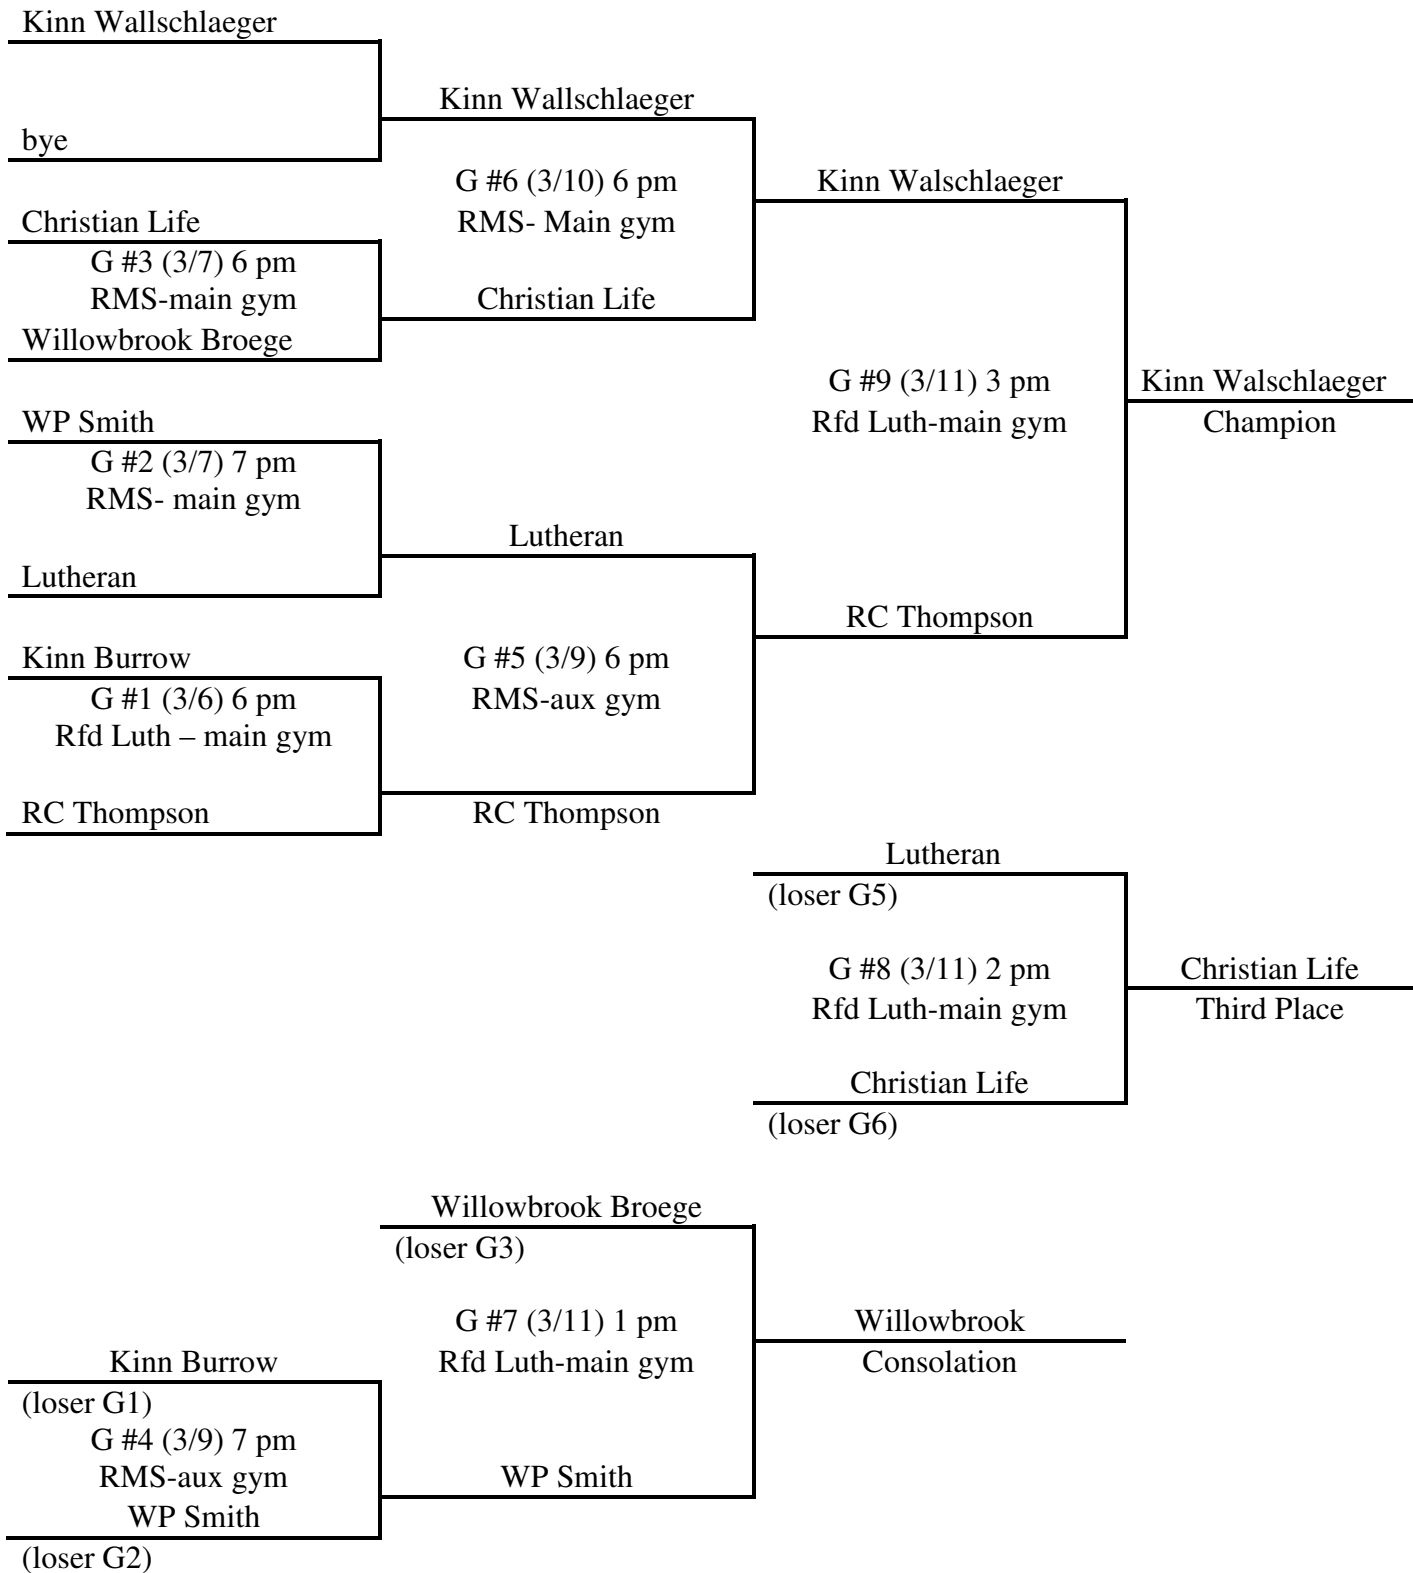 Kinn Wallschlaeger
bye
Christian Life
G #3 (3/7) 6 pm
RMS-main gym
Willowbrook Broege
WP Smith
G #2 (3/7) 7 pm
RMS- main gym
Lutheran
Kinn Burrow
G #1 (3/6) 6 pm
Rfd Luth – main gym
RC Thompson
Kinn Wallschlaeger
G #6 (3/10) 6 pm
RMS- Main gym
Christian Life
Lutheran
G #5 (3/9) 6 pm
RMS-aux gym
RC Thompson
Kinn Walschlaeger
G #9 (3/11) 3 pm
Rfd Luth-main gym
RC Thompson
Kinn Walschlaeger
Champion
Lutheran
(loser G5)
G #8 (3/11) 2 pm
Rfd Luth-main gym
Christian Life
(loser G6)
Christian Life
Third Place
Willowbrook Broege
(loser G3)
G #7 (3/11) 1 pm
Rfd Luth-main gym
WP Smith
Willowbrook
Consolation
Kinn Burrow
(loser G1)
G #4 (3/9) 7 pm
RMS-aux gym
WP Smith
(loser G2)